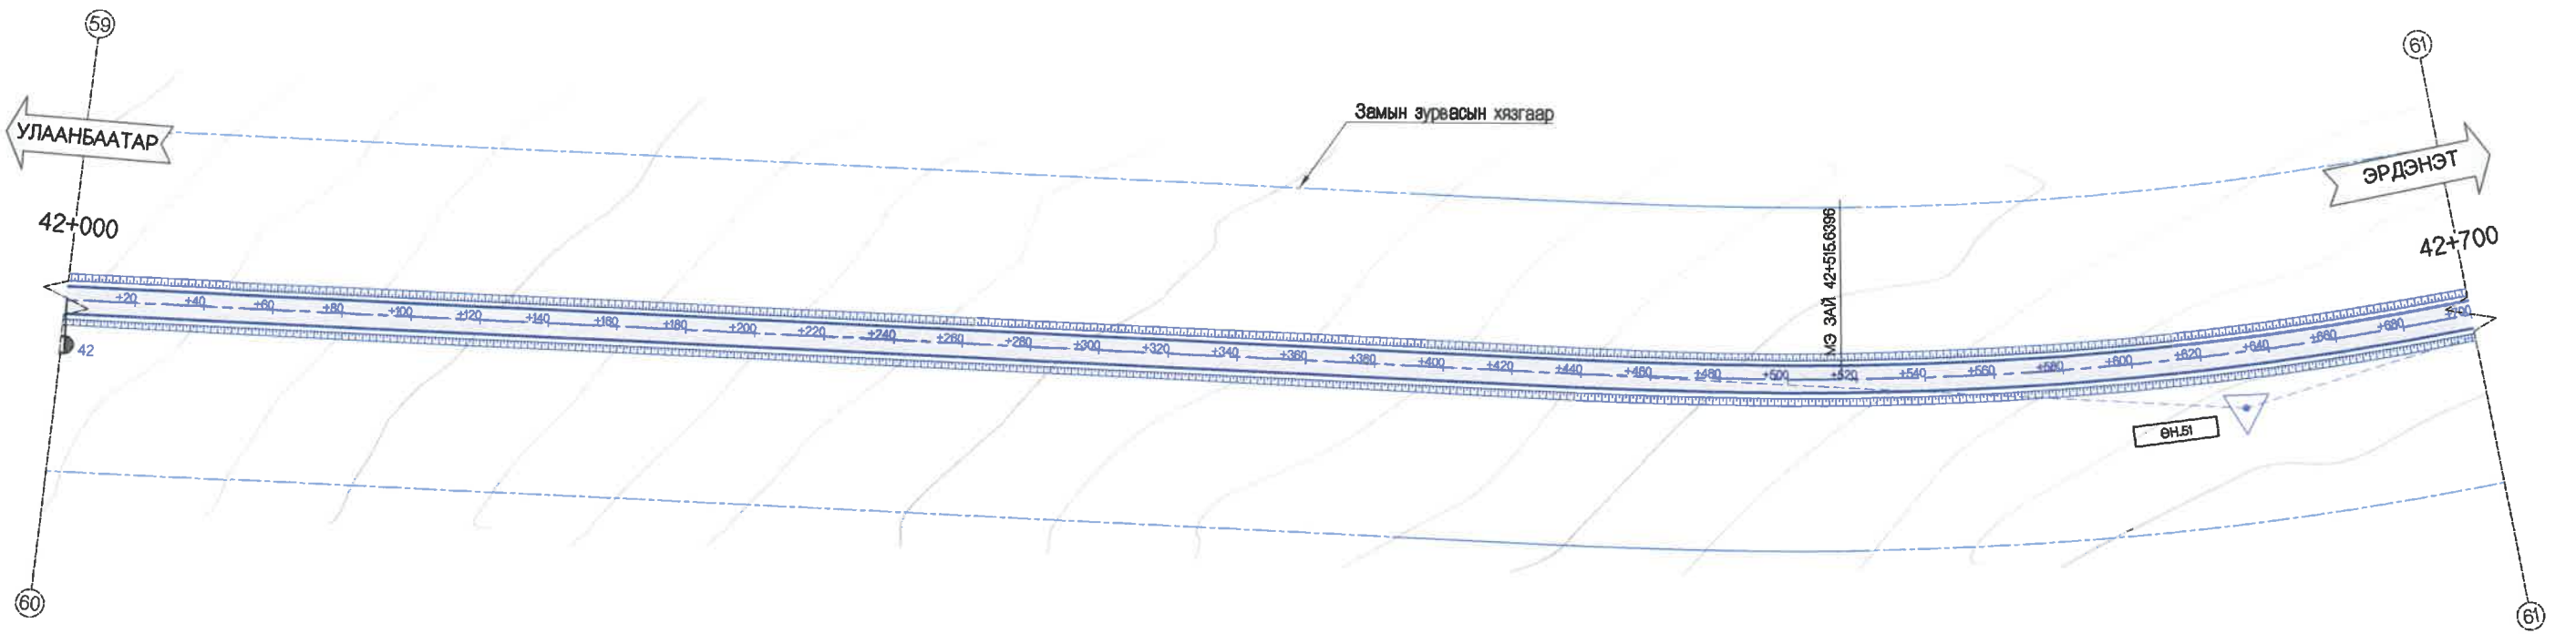 59
61
УЛААНБААТАР
Замын зурвасын хязгаар
ЭРДЭНЭТ
42+000
МЭ ЗАЙ 42+515.6396
42+700
+20 +40 +60 +80 +100 +120 +140 +160 +180 +200 +220 +240 +260 +280 +300 +320 +340 +360 +380 +400 +420 +440 +460 +480 +500 +520 +540 +560 +580 +600 +620 +640 +660 +680 +700
42
ӨН.51
60
61